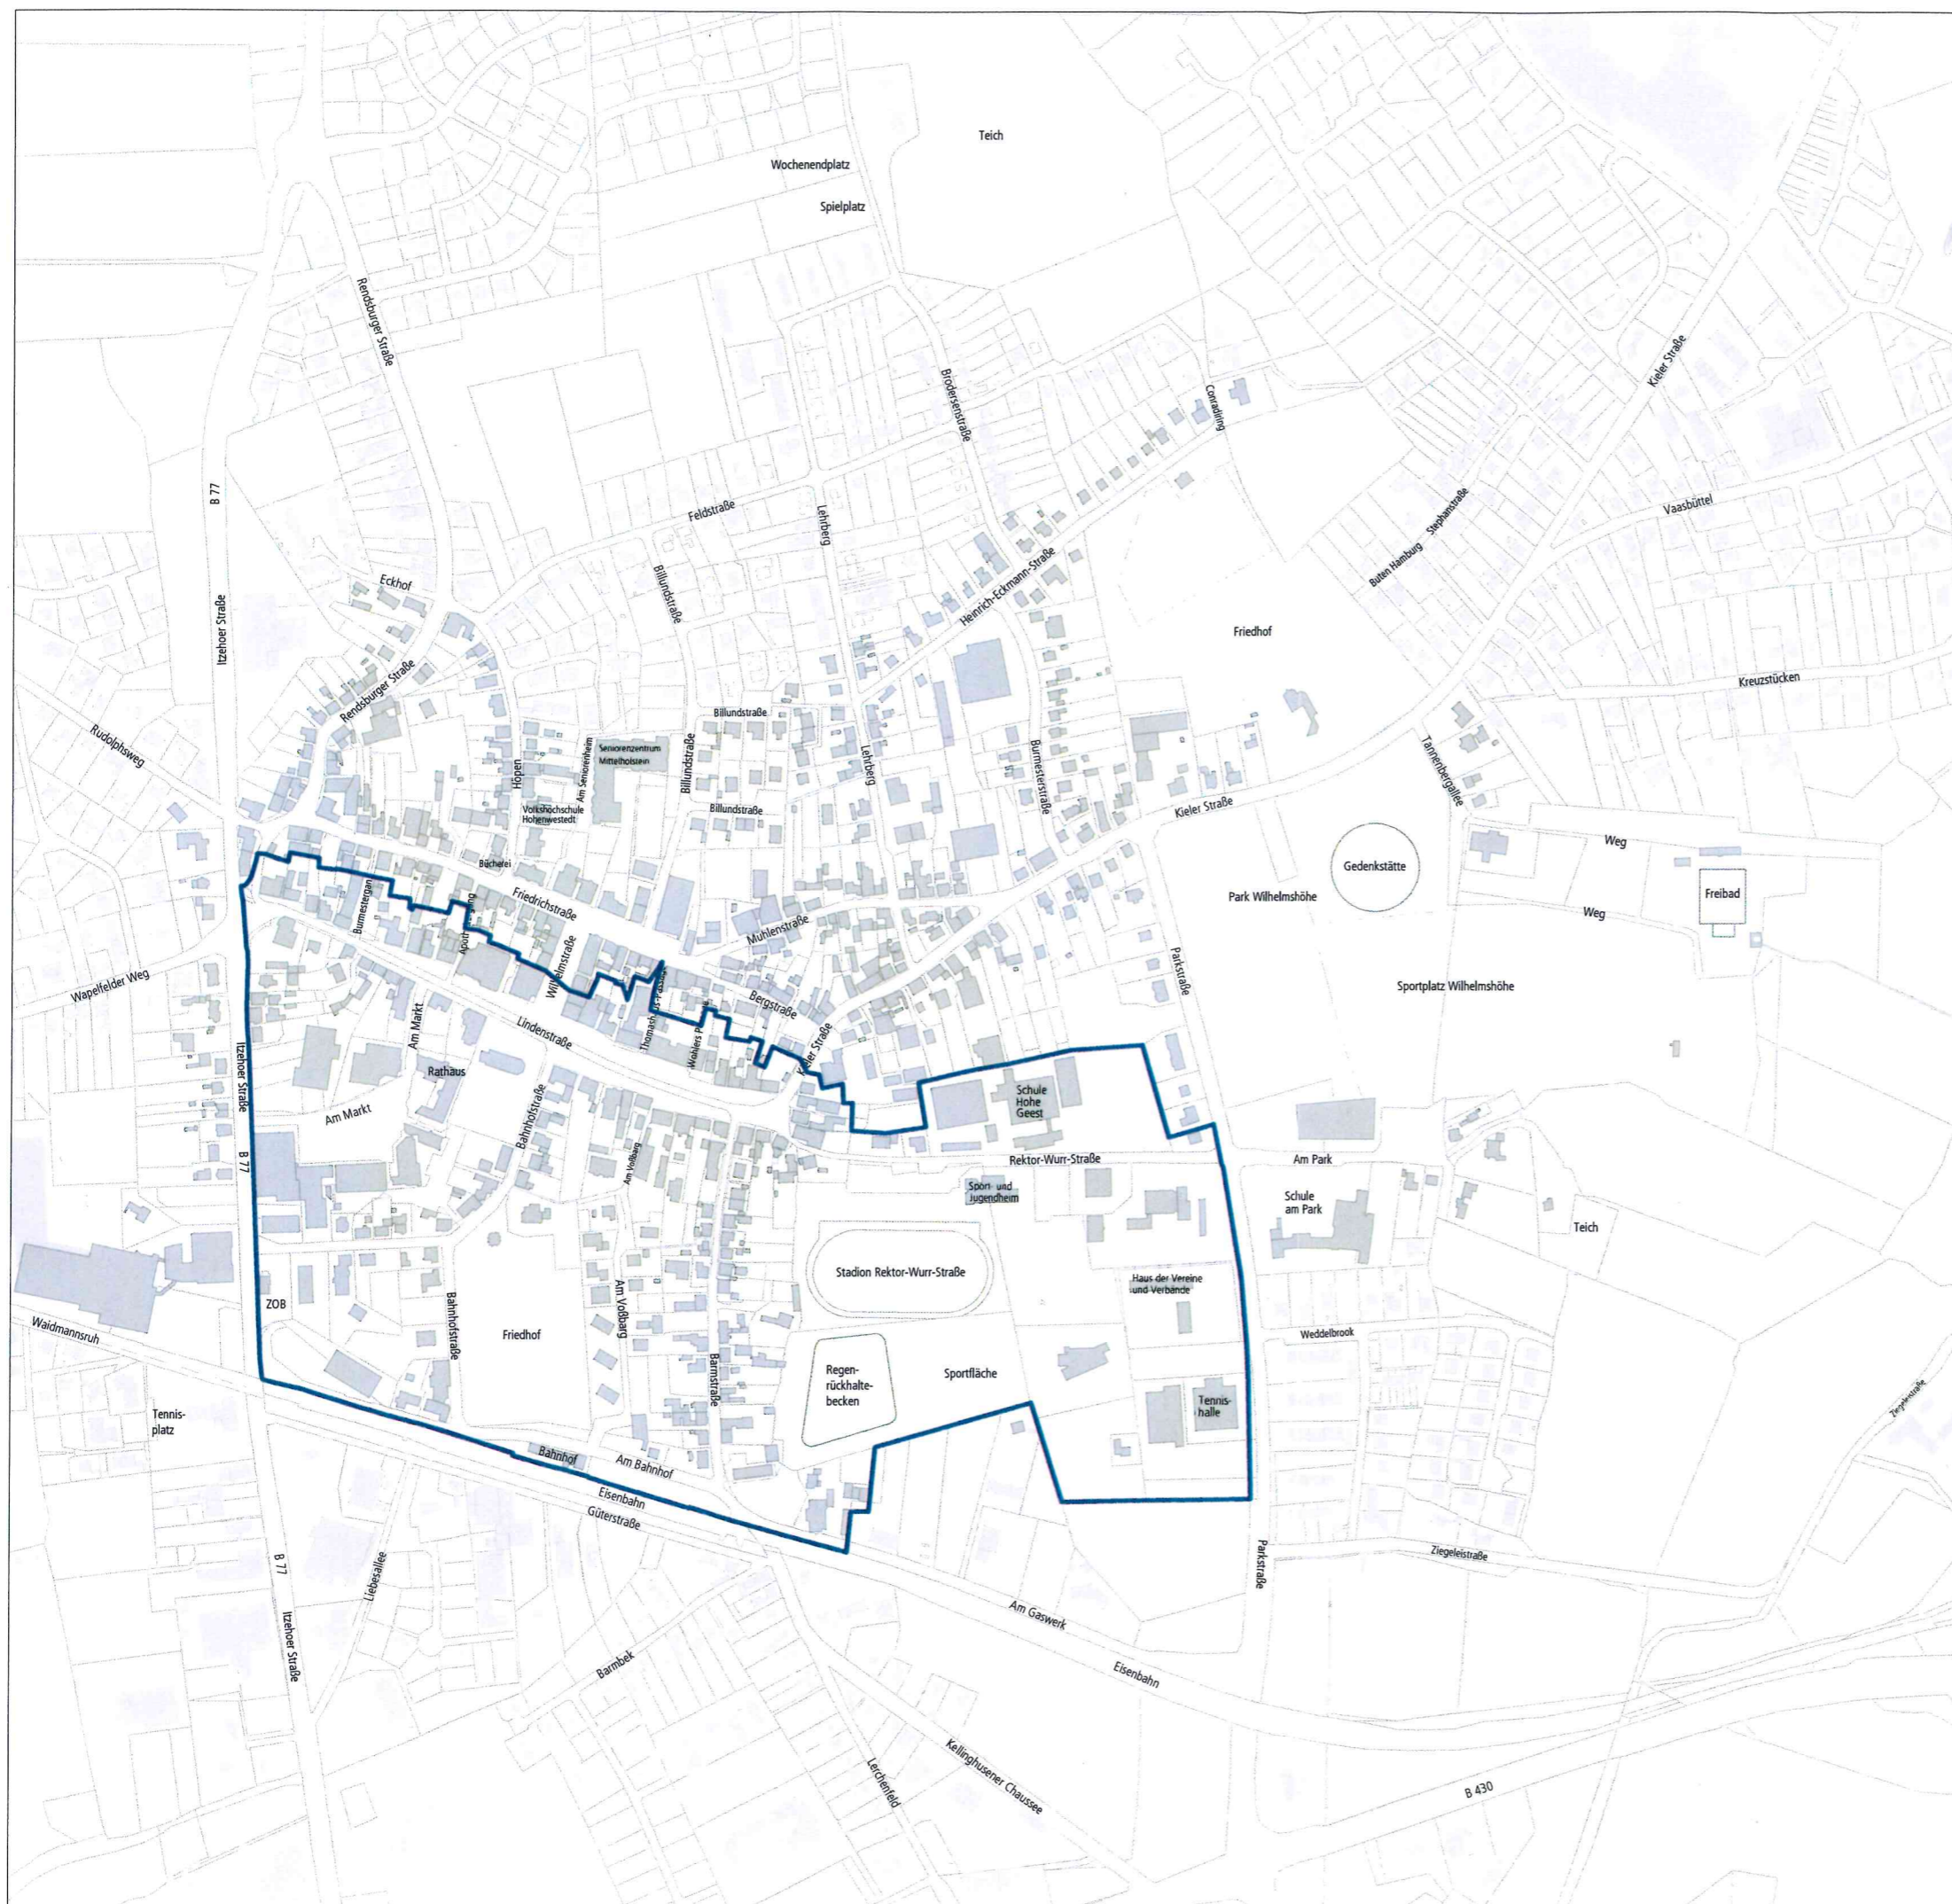 Teich
Wochenendplatz
Spielplatz
Rendsburger Straße
Kieler Straße
Brodersenstraße
Conradiring
B 77
Feldstraße
Lehrberg
Buten Hamburg
Stephanstraße
Vaasbüttel
Eckhof
Billundstraße
Heinrich-Eckmann-Straße
Itzehoer Straße
Friedhof
Rendsburger Straße
Kreuzstücken
Rudolphsweg
Billundstraße
Höpen
Am Seniorenheim
Seniorenzentrum
Mittelholstein
Billundstraße
Lehrberg
Burmesterstraße
Tannenbergallee
Volkshochschule
Hohenwestedt
Billundstraße
Kieler Straße
Weg
Bücherei
Gedenkstätte
Park Wilhelmshöhe
Freibad
Burmestergan
Friedrichstraße
Weg
Mühlenstraße
Wilhelmstraße
Parkstraße
Wapelfelder Weg
Sportplatz Wilhelmshöhe
Bergstraße
Am Markt
Lindenstraße
Kieler Straße
Itzehoer Straße
Rathaus
Schule
Hohe
Geest
Am Markt
Bahnhofstraße
B 77
Am Voßbarg
Rektor-Wurr-Straße
Am Park
Sport- und
Jugendheim
Schule
am Park
Teich
Stadion Rektor-Wurr-Straße
Haus der Vereine
und Verbände
ZOB
Bahnhofstraße
Am Voßbarg
Waidmannsruh
Friedhof
Weddelbrook
Barmstraße
Regen-
rückhalte-
becken
Sportfläche
Tennis-
halle
Tennis-
platz
Ziegeleistraße
Bahnhof
Am Bahnhof
Eisenbahn
Güterstraße
B 77
Liebesallee
Parkstraße
Ziegeleistraße
Itzehoer Straße
Am Gaswerk
Barmbek
Eisenbahn
Kellinghusener Chaussee
Lerchenfeld
B 430